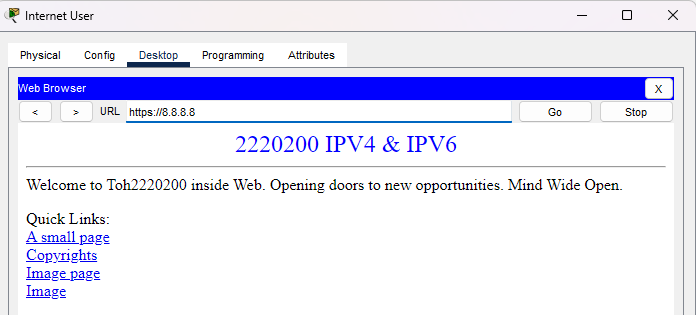 Internet User
Physical Config Desktop Programming Attributes
Web Browser X
< > URL https://8.8.8.8 Go Stop
2220200 IPV4 & IPV6
Welcome to Toh2220200 inside Web. Opening doors to new opportunities. Mind Wide Open.
Quick Links:
A small page
Copyrights
Image page
Image